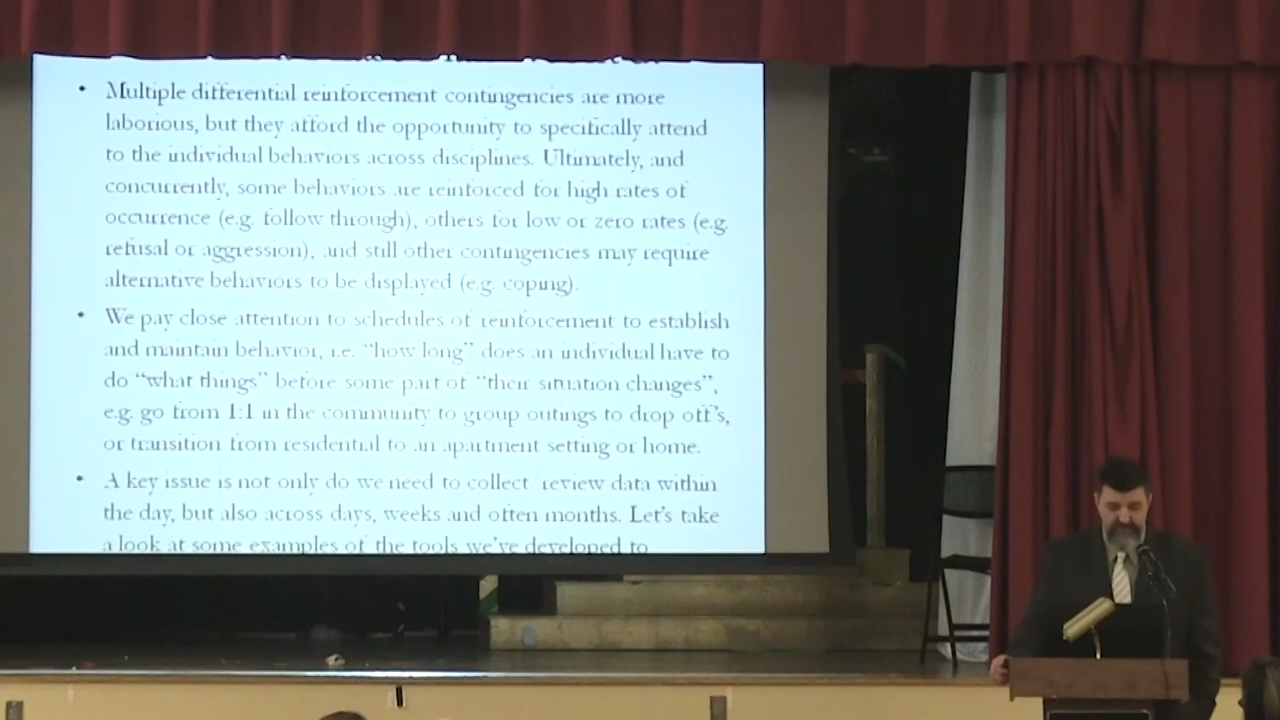 • Multiple differential reinforcement contingencies are more
laborious, but they afford the opportunity to specifically attend
to the individual behaviors across disciplines. Ultimately, and
concurrently, some behaviors are reinforced for high rates of
occurrence (e.g. follow through), others for low or zero rates (e.g.
refusal or aggression), and still other contingencies may require
alternative behaviors to be displayed (e.g. coping).
• We pay close attention to schedules of reinforcement to establish
and maintain behavior, i.e. “how long” does an individual have to
do “what things” before some part of “their situation changes”,
e.g. go from 1:1 in the community to group outings to drop off’s,
or transition from residential to an apartment setting or home.
• A key issue is not only do we need to collect review data within
the day, but also across days, weeks and often months. Let’s take
a look at some examples of the tools we’ve developed to